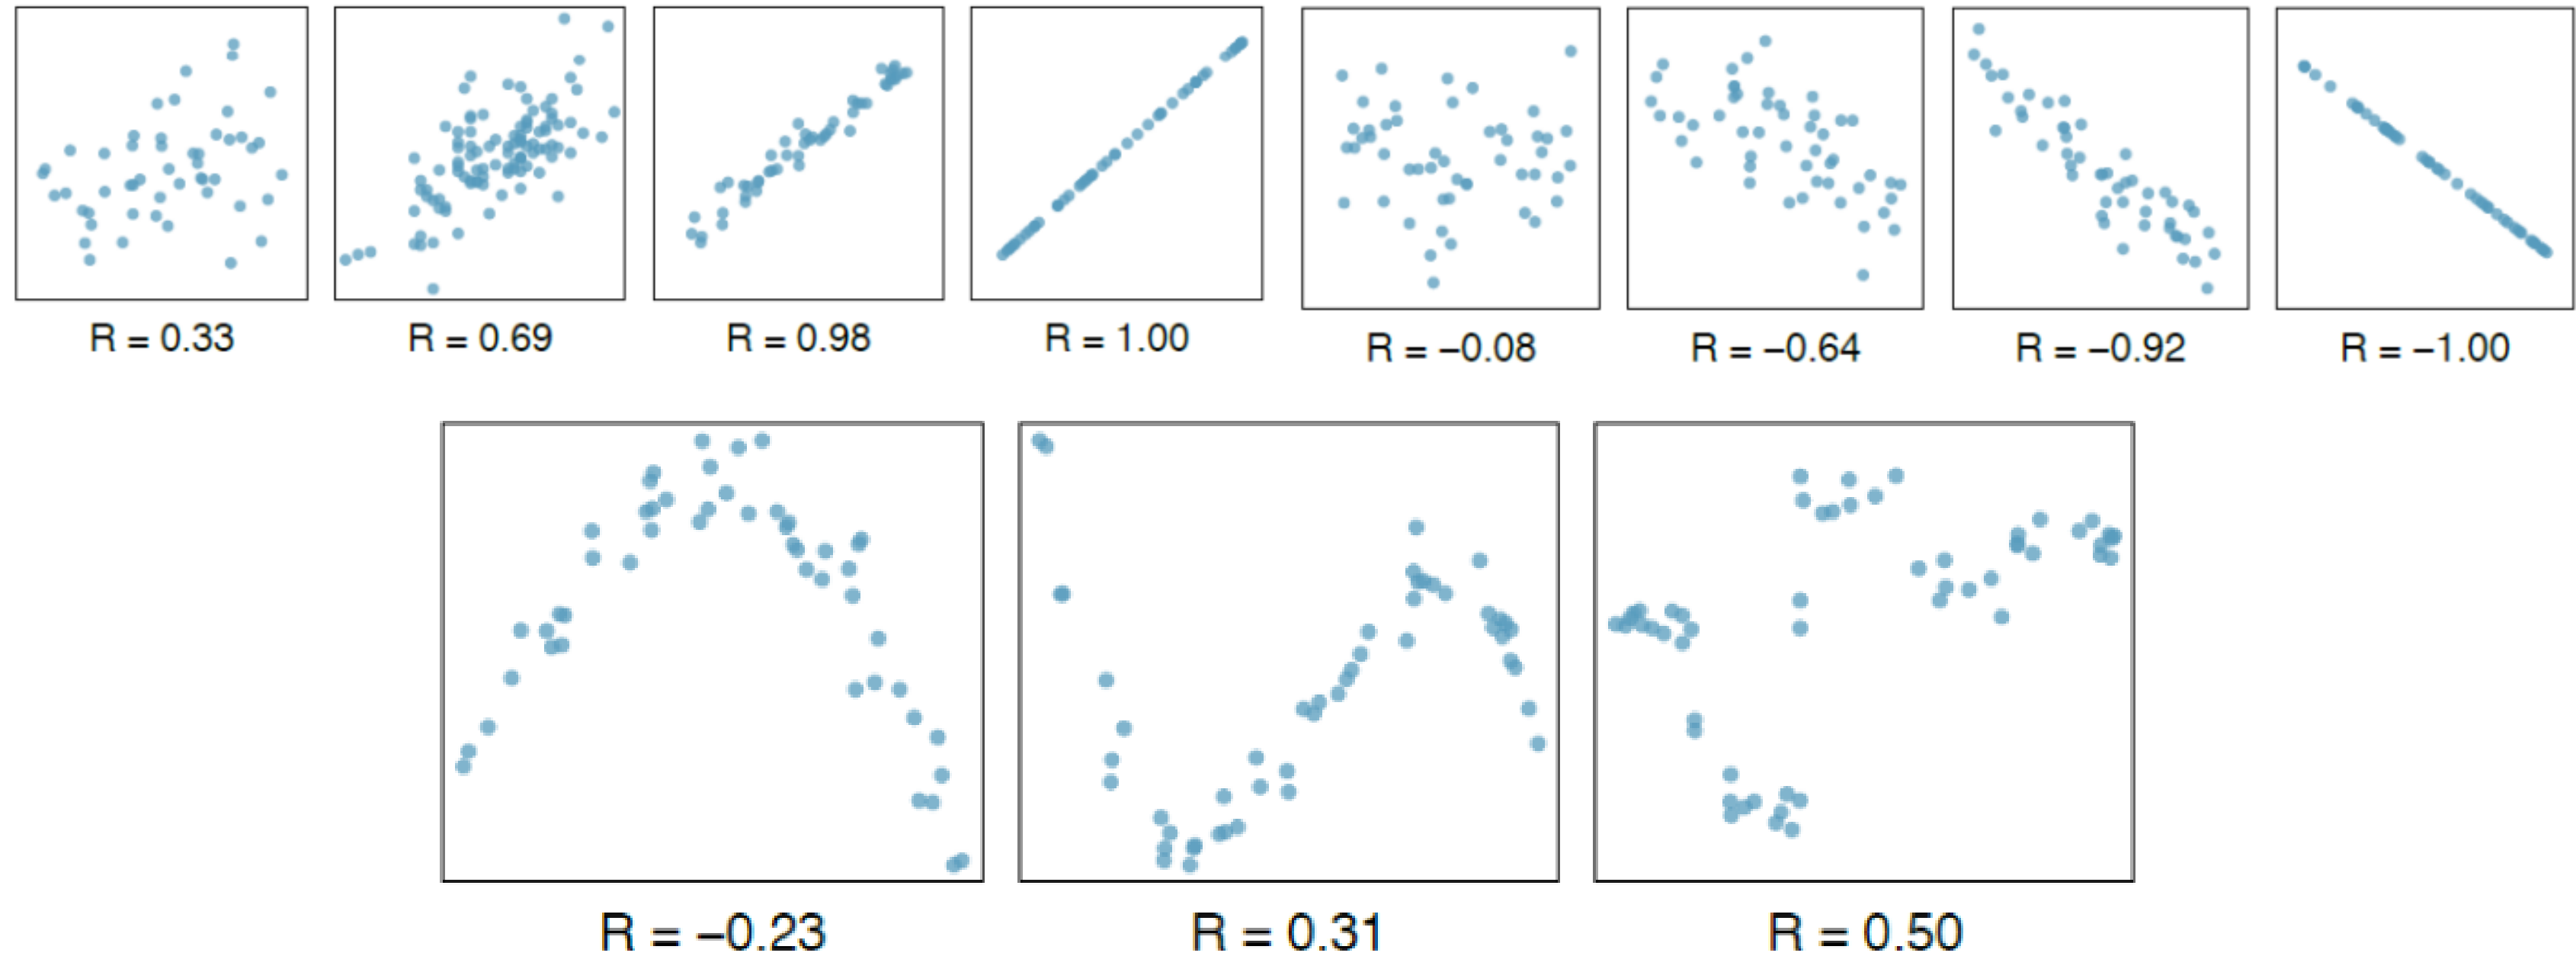 R = 0.33
R = 0.69
R = 0.98
R = 1.00
R = −0.08
R = −0.64
R = −0.92
R = −1.00
R = −0.23
R = 0.31
R = 0.50